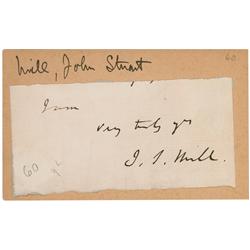 Mill, John Stuart
60
I am
very truly yrs
J. S. Mill.
60